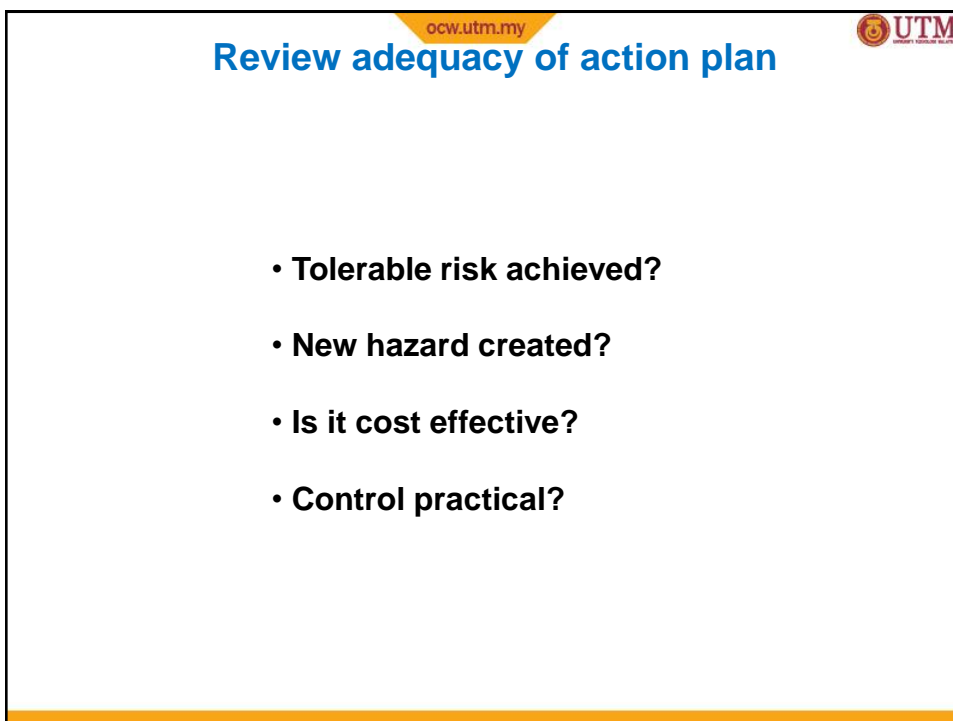 ocw.utm.my
UTM
Review adequacy of action plan
• Tolerable risk achieved?
• New hazard created?
• Is it cost effective?
• Control practical?